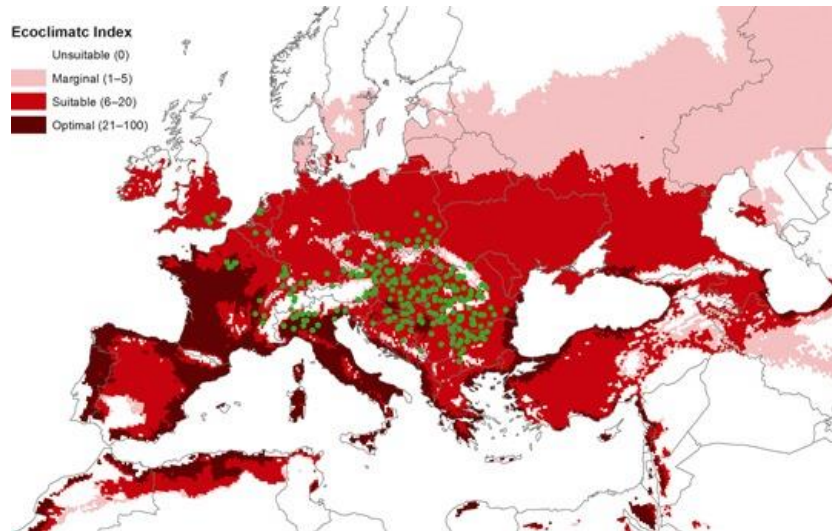 Ecoclimatc Index
Unsuitable (0)
Marginal (1–5)
Suitable (6–20)
Optimal (21–100)